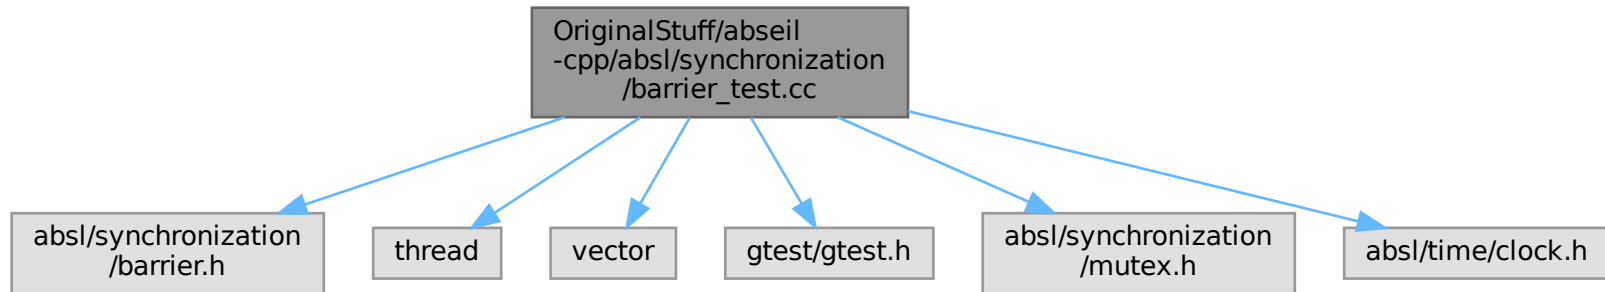 OriginalStuff/abseil
-cpp/absl/synchronization
/barrier_test.cc
absl/synchronization
/barrier.h
thread
vector
gtest/gtest.h
absl/synchronization
/mutex.h
absl/time/clock.h